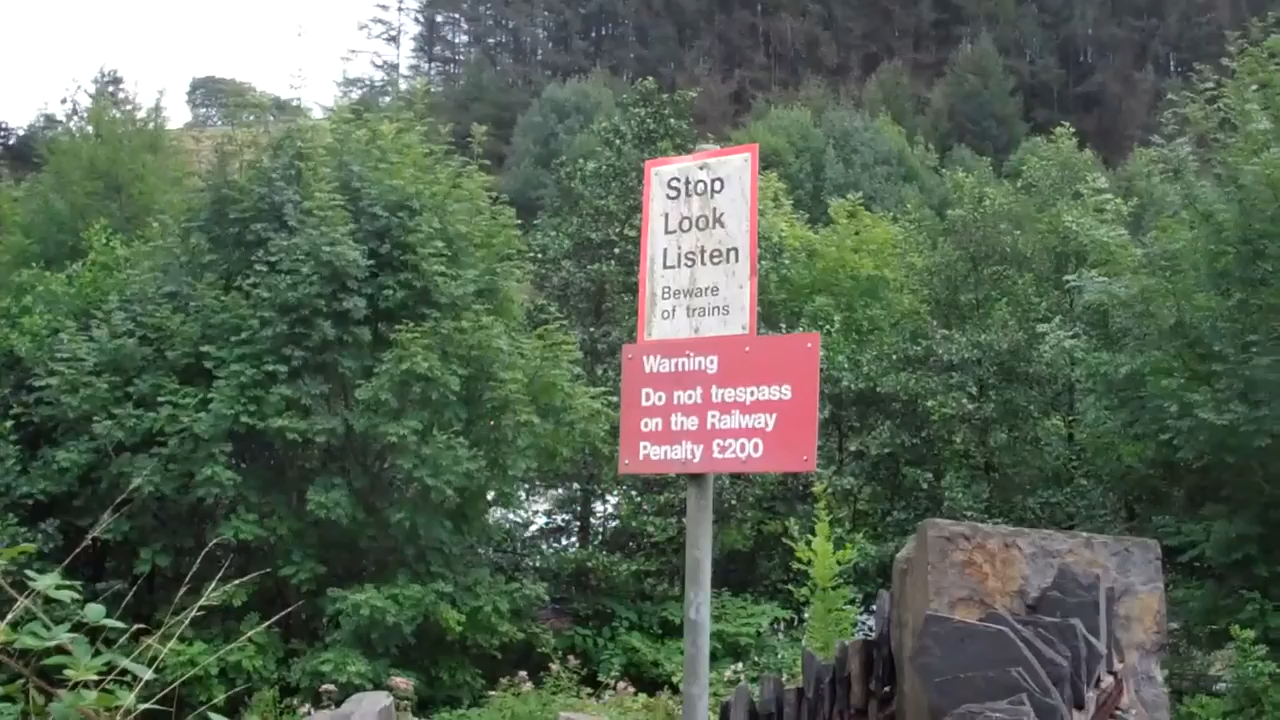 Stop
Look
Listen
Beware
of trains
Warning
Do not trespass
on the Railway
Penalty £200